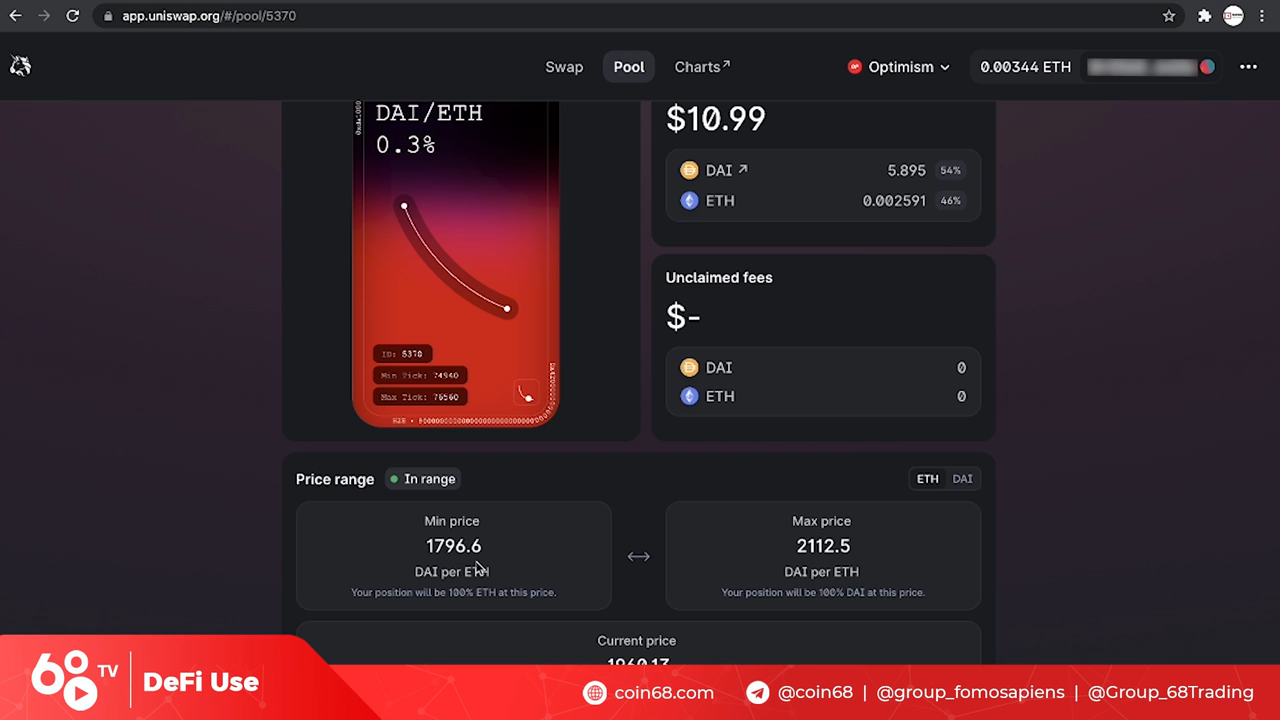 app.uniswap.org/#/pool/5370
Swap
Pool
Charts↗
Optimism
0.00344 ETH
DAI/ETH
0.3%
ID: 5370
Min Tick: 74940
Max Tick: 76560
$10.99
DAI ↗ 5.895 54%
ETH 0.002591 46%
Unclaimed fees
$-
DAI 0
ETH 0
Price range
In range
ETH DAI
Min price
1796.6
DAI per ETH
Your position will be 100% ETH at this price.
Max price
2112.5
DAI per ETH
Your position will be 100% DAI at this price.
Current price
1960.13
68 TV
DeFi Use
coin68.com
@coin68 | @group_fomosapiens | @Group_68Trading